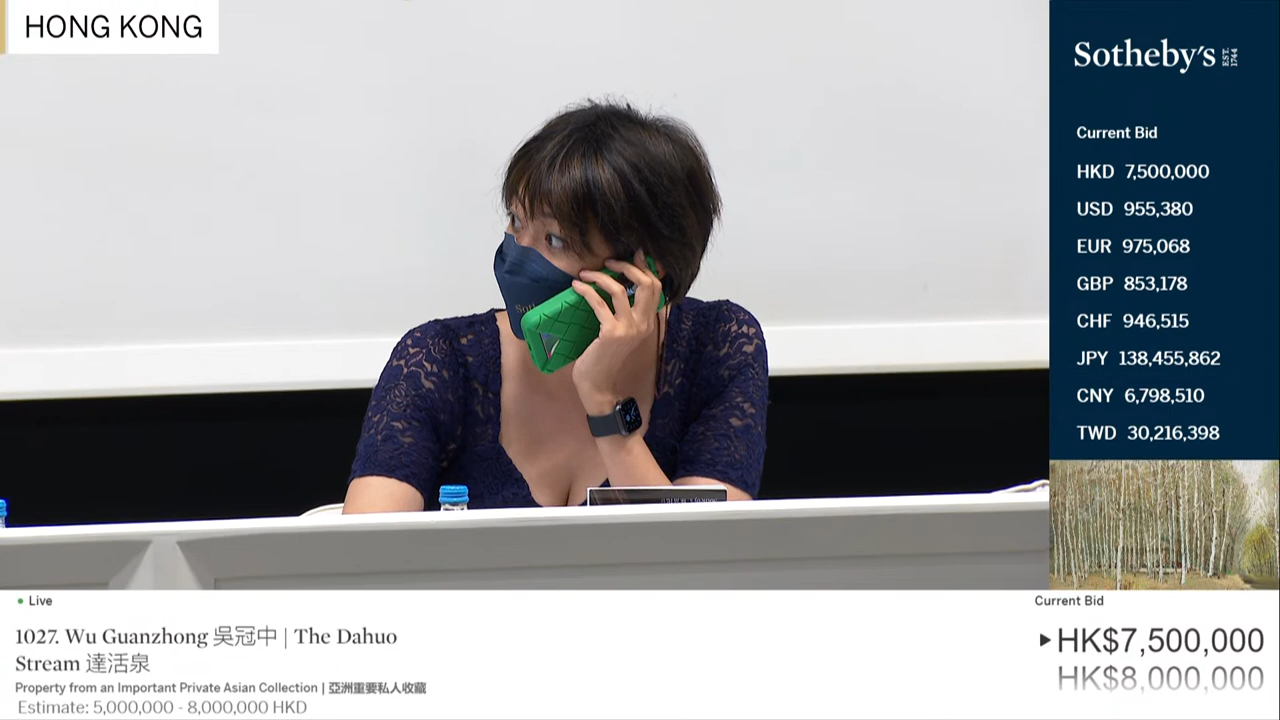 HONG KONG
Sotheby's EST. 1744
Current Bid
HKD 7,500,000
USD 955,380
EUR 975,068
GBP 853,178
CHF 946,515
JPY 138,455,862
CNY 6,798,510
TWD 30,216,398
Live
1027. Wu Guanzhong 吳冠中 | The Dahuo
Stream 達活泉
Property from an Important Private Asian Collection | 亞洲重要私人收藏
Estimate: 5,000,000 - 8,000,000 HKD
Current Bid
HK$7,500,000
HK$8,000,000